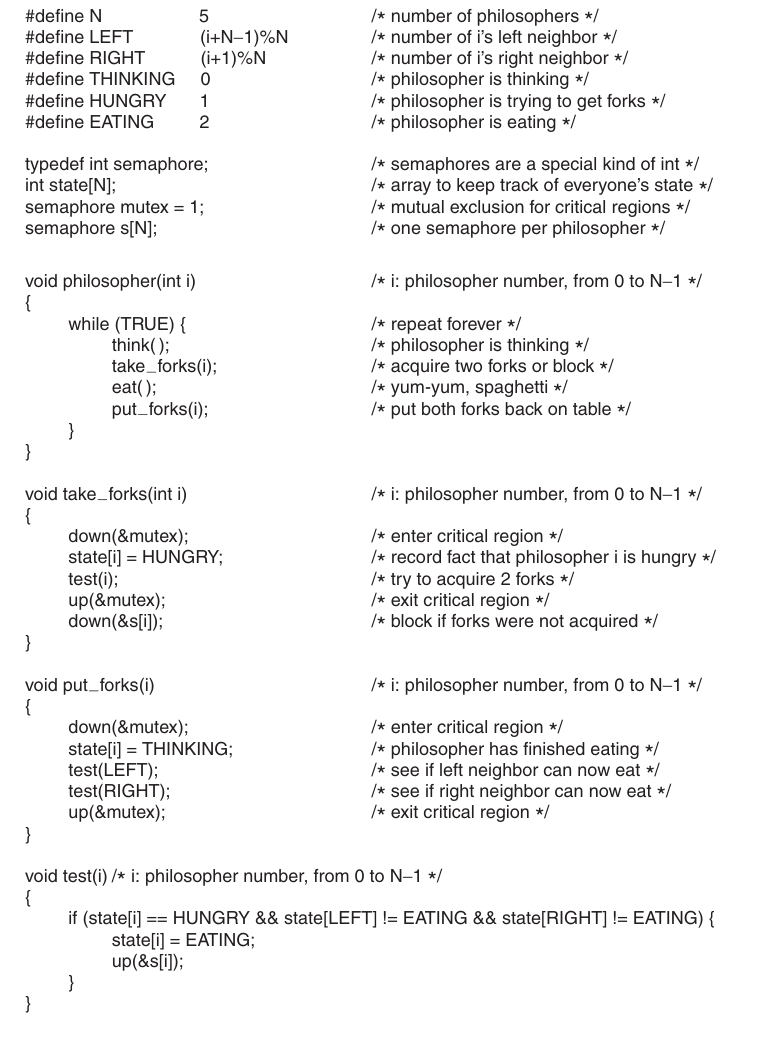 #define N 5 /* number of philosophers */
#define LEFT (i+N−1)%N /* number of i's left neighbor */
#define RIGHT (i+1)%N /* number of i's right neighbor */
#define THINKING 0 /* philosopher is thinking */
#define HUNGRY 1 /* philosopher is trying to get forks */
#define EATING 2 /* philosopher is eating */
typedef int semaphore; /* semaphores are a special kind of int */
int state[N]; /* array to keep track of everyone's state */
semaphore mutex = 1; /* mutual exclusion for critical regions */
semaphore s[N]; /* one semaphore per philosopher */
void philosopher(int i) /* i: philosopher number, from 0 to N−1 */
{
while (TRUE) { /* repeat forever */
think( ); /* philosopher is thinking */
take_forks(i); /* acquire two forks or block */
eat( ); /* yum-yum, spaghetti */
put_forks(i); /* put both forks back on table */
}
}
void take_forks(int i) /* i: philosopher number, from 0 to N−1 */
{
down(&mutex); /* enter critical region */
state[i] = HUNGRY; /* record fact that philosopher i is hungry */
test(i); /* try to acquire 2 forks */
up(&mutex); /* exit critical region */
down(&s[i]); /* block if forks were not acquired */
}
void put_forks(i) /* i: philosopher number, from 0 to N−1 */
{
down(&mutex); /* enter critical region */
state[i] = THINKING; /* philosopher has finished eating */
test(LEFT); /* see if left neighbor can now eat */
test(RIGHT); /* see if right neighbor can now eat */
up(&mutex); /* exit critical region */
}
void test(i) /* i: philosopher number, from 0 to N−1 */
{
if (state[i] == HUNGRY && state[LEFT] != EATING && state[RIGHT] != EATING) {
state[i] = EATING;
up(&s[i]);
}
}